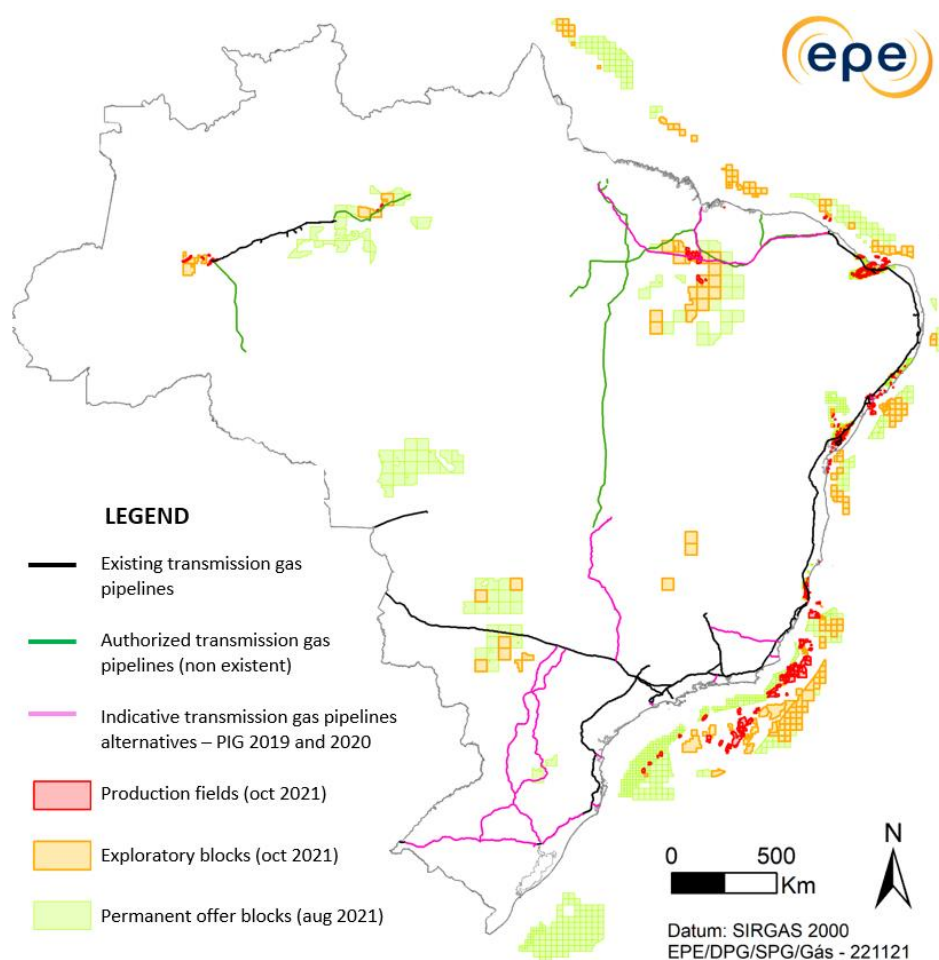 epe
LEGEND
Existing transmission gas
pipelines
Authorized transmission gas
pipelines (non existent)
Indicative transmission gas pipelines
alternatives – PIG 2019 and 2020
Production fields (oct 2021)
Exploratory blocks (oct 2021)
Permanent offer blocks (aug 2021)
N
0 500
Km
Datum: SIRGAS 2000
EPE/DPG/SPG/Gás - 221121